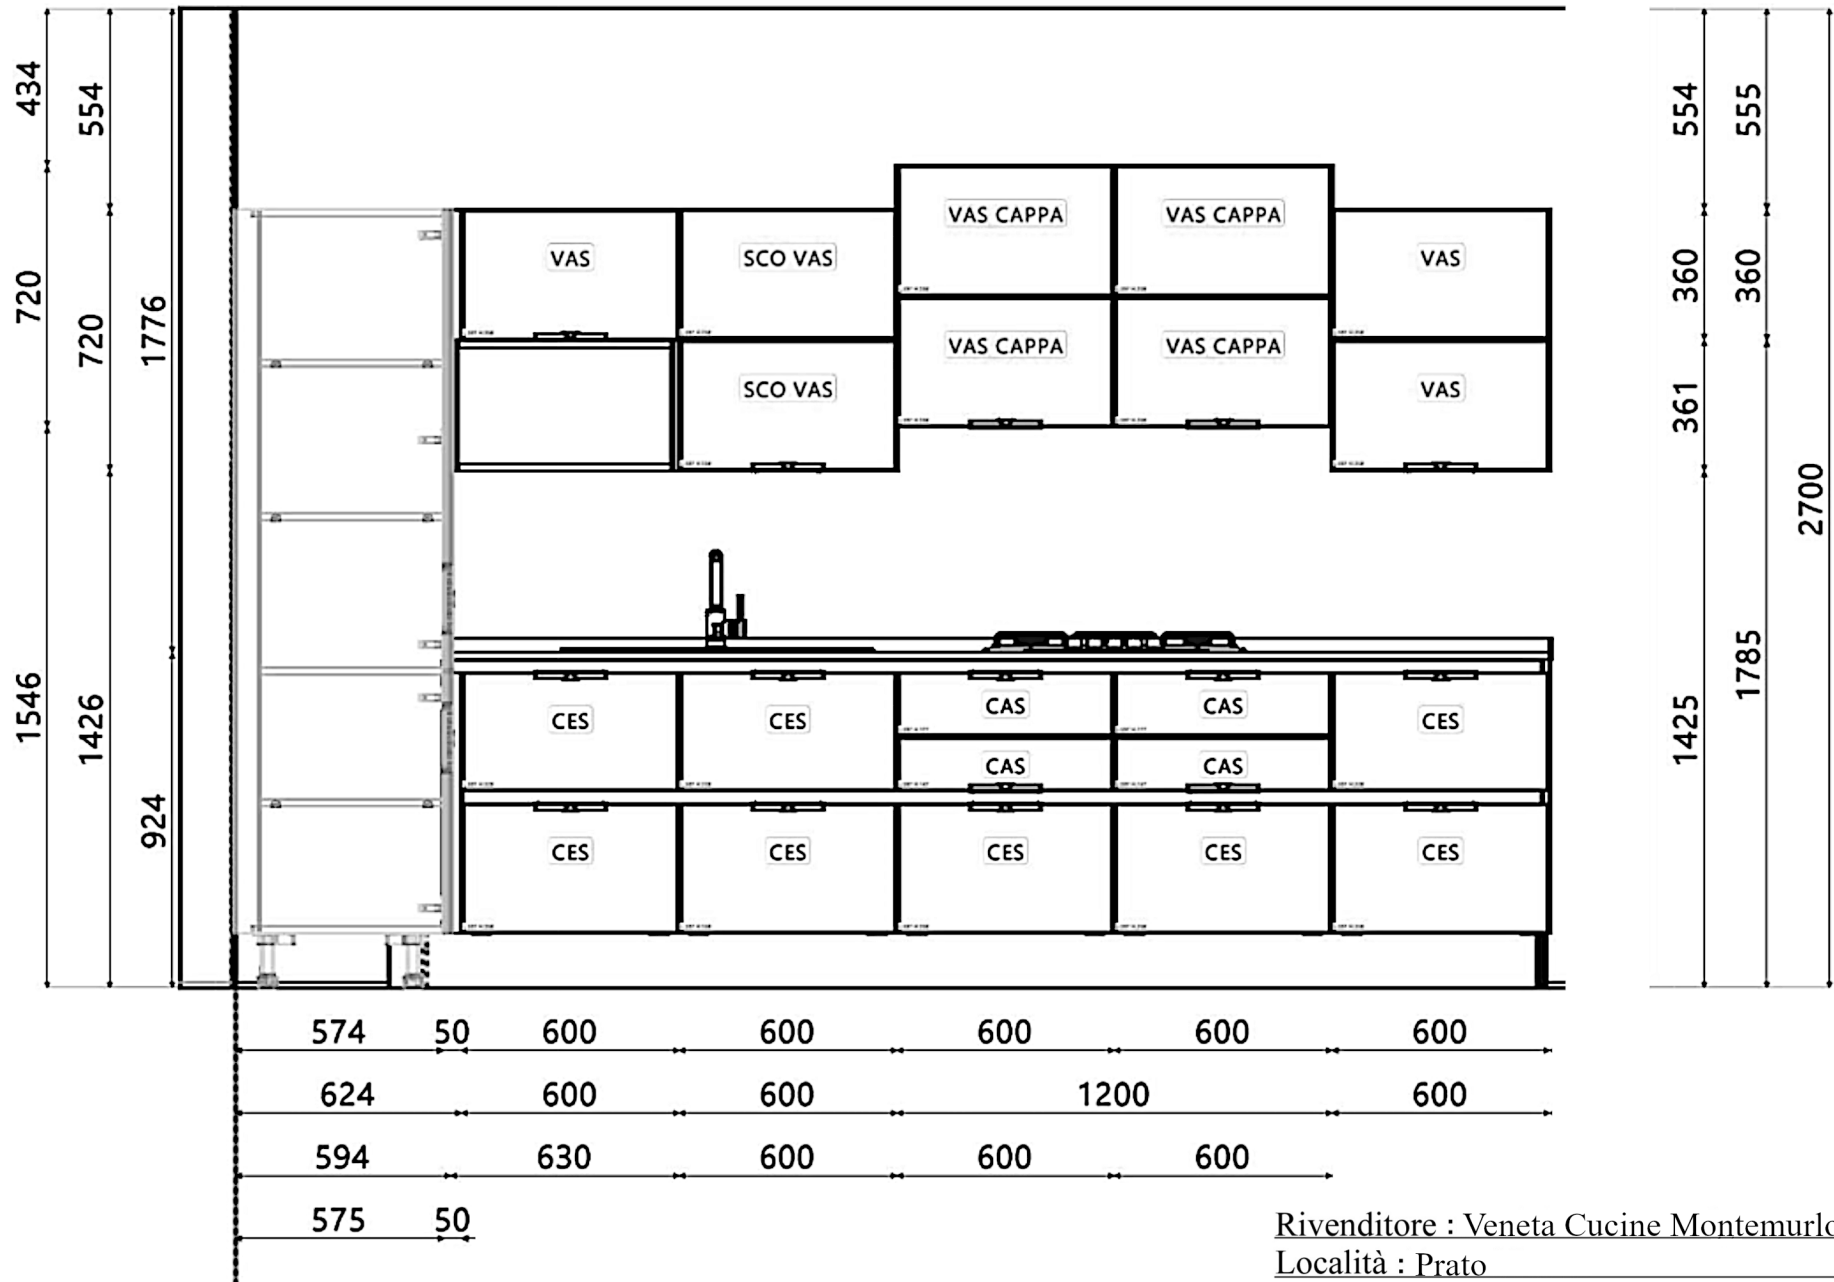 434
554
720
720
1776
1546
1426
924
VAS
SCO VAS
VAS CAPPA
VAS CAPPA
VAS
SCO VAS
VAS CAPPA
VAS CAPPA
VAS
CES
CES
CAS
CAS
CES
CAS
CAS
CES
CES
CES
CES
CES
554
555
360
360
361
2700
1785
1425
574 50 600 600 600 600 600
624 600 600 1200 600
594 630 600 600 600
575 50
Rivenditore : Veneta Cucine Montemurlo
Località : Prato